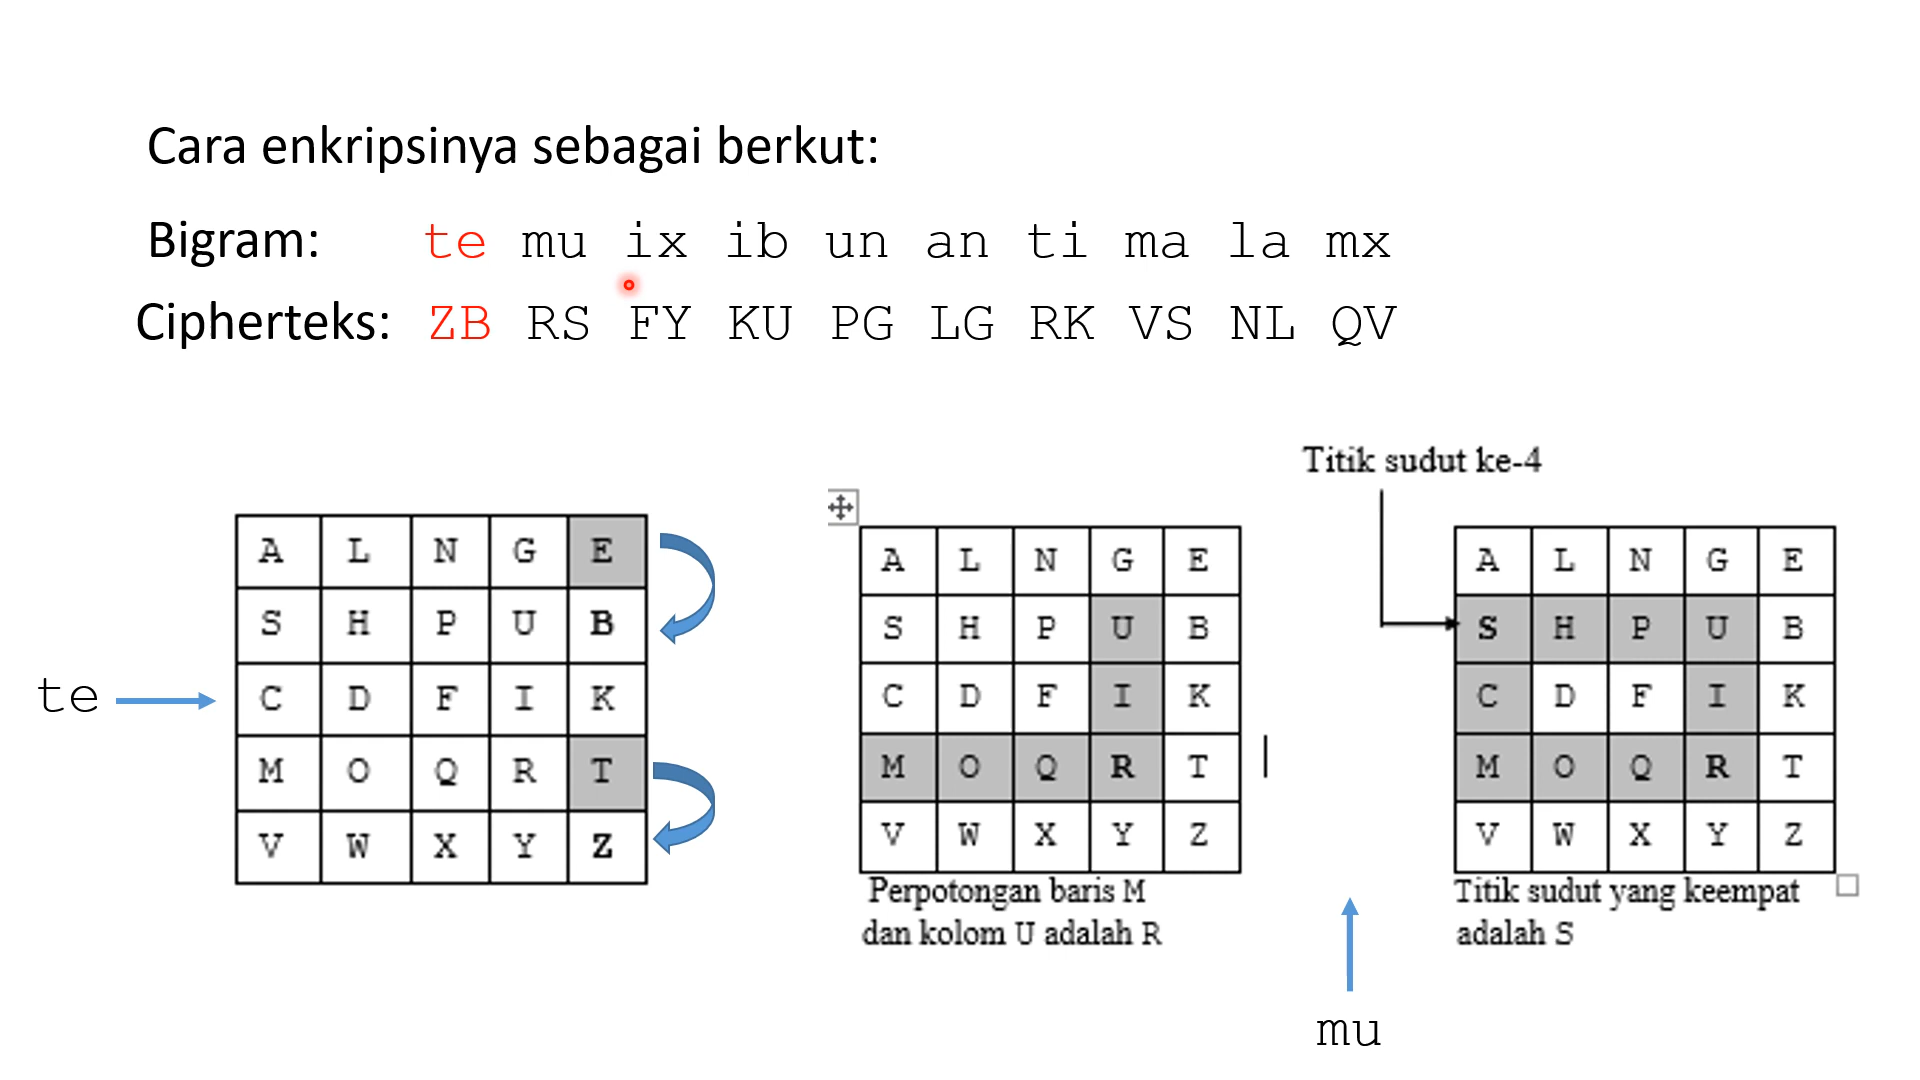 Cara enkripsinya sebagai berkut:
Bigram: te mu ix ib un an ti ma la mx
Cipherteks: ZB RS FY KU PG LG RK VS NL QV
te
A L N G E
S H P U B
C D F I K
M O Q R T
V W X Y Z
A L N G E
S H P U B
C D F I K
M O Q R T
V W X Y Z
Perpotongan baris M
dan kolom U adalah R
mu
Titik sudut ke-4
A L N G E
S H P U B
C D F I K
M O Q R T
V W X Y Z
Titik sudut yang keempat
adalah S